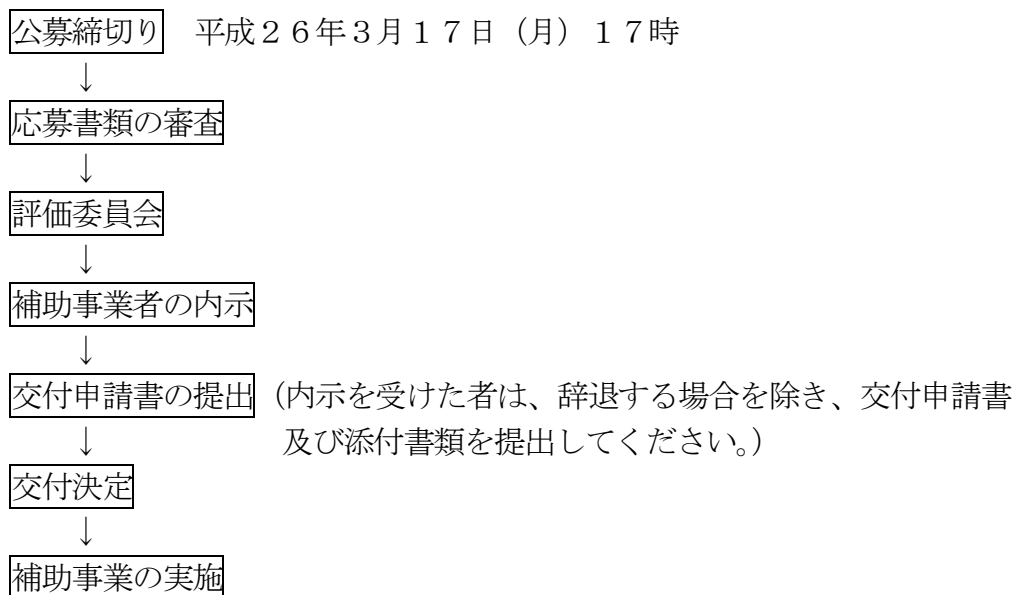 公募締切り　平成２６年３月１７日（月）１７時
↓
応募書類の審査
↓
評価委員会
↓
補助事業者の内示
↓
交付申請書の提出（内示を受けた者は、辞退する場合を除き、交付申請書
↓　及び添付書類を提出してください。）
交付決定
↓
補助事業の実施